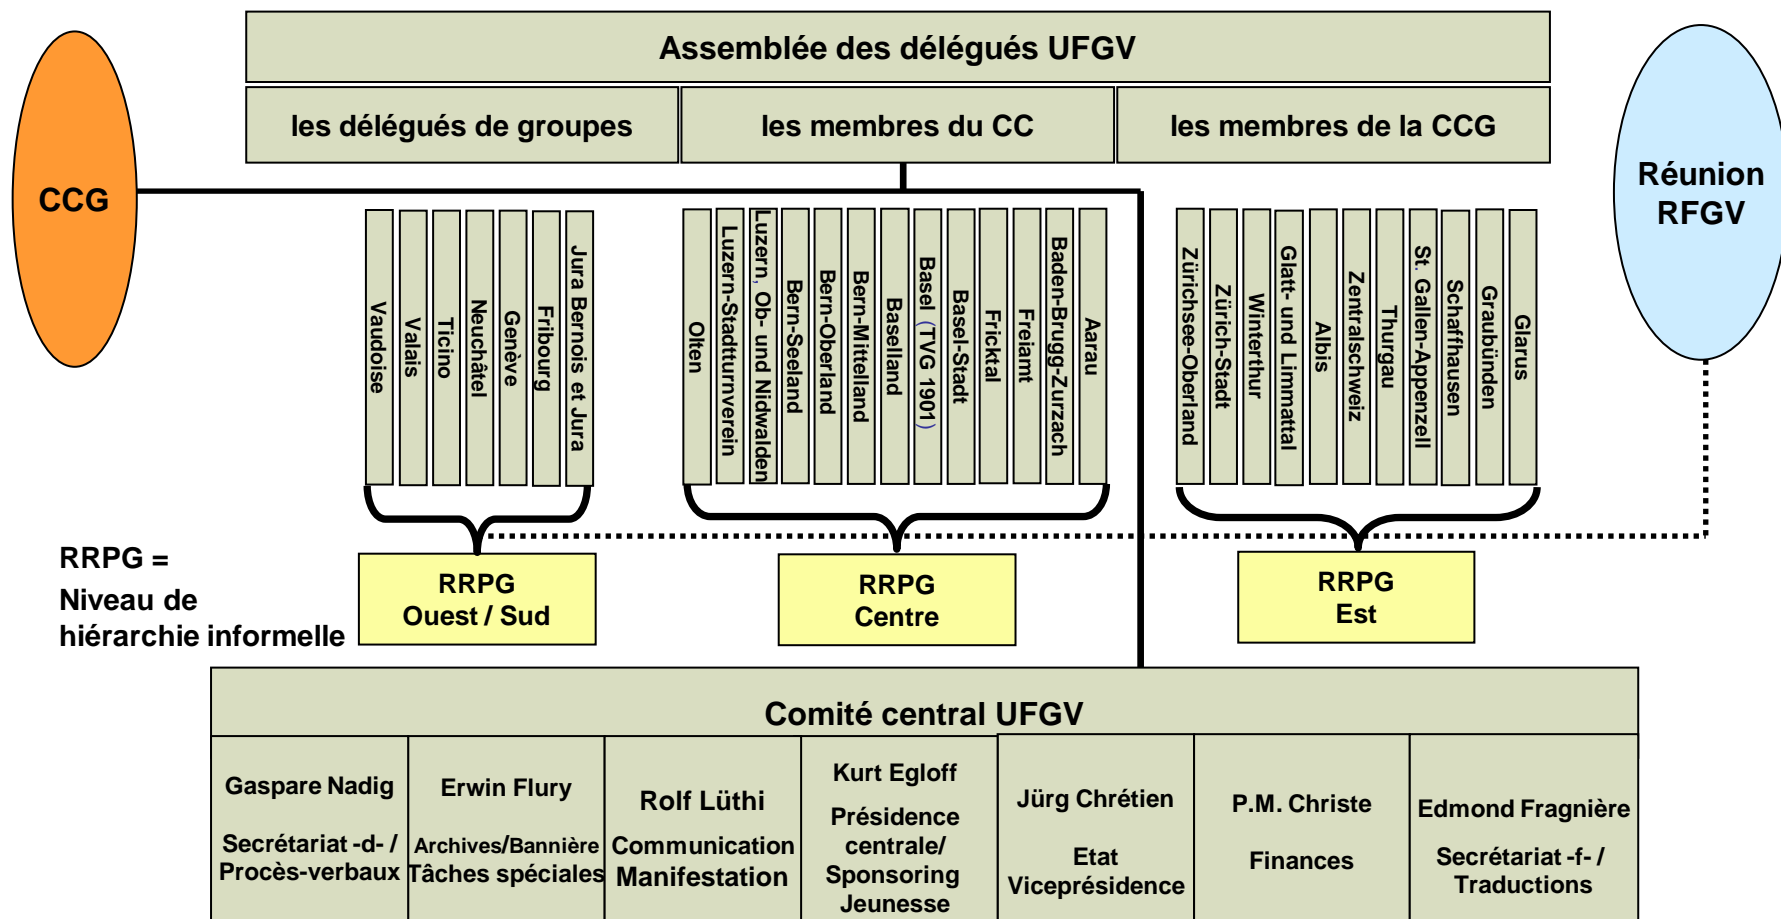 Assemblée des délégués UFGV
les délégués de groupes
les membres du CC
les membres de la CCG
CCG
Réunion
RFGV
Vaudoise
Valais
Ticino
Neuchâtel
Genève
Fribourg
Jura Bernois et Jura
Olten
Luzern-Stadtturnverein
Luzern, Ob- und Nidwalden
Bern-Seeland
Bern-Oberland
Bern-Mittelland
Baselland
Basel (TVG 1901)
Basel-Stadt
Fricktal
Freiamt
Baden-Brugg-Zurzach
Aarau
Zürichsee-Oberland
Zürich-Stadt
Winterthur
Glatt- und Limmattal
Albis
Zentralschweiz
Thurgau
St. Gallen-Appenzell
Schaffhausen
Graubünden
Glarus
RRPG =
Niveau de
hiérarchie informelle
RRPG
Ouest / Sud
RRPG
Centre
RRPG
Est
Comité central UFGV
Gaspare Nadig
Secrétariat -d- /
Procès-verbaux
Erwin Flury
Archives/Bannière
Tâches spéciales
Rolf Lüthi
Communication
Manifestation
Kurt Egloff
Présidence
centrale/
Sponsoring
Jeunesse
Jürg Chrétien
Etat
Viceprésidence
P.M. Christe
Finances
Edmond Fragnière
Secrétariat -f- /
Traductions